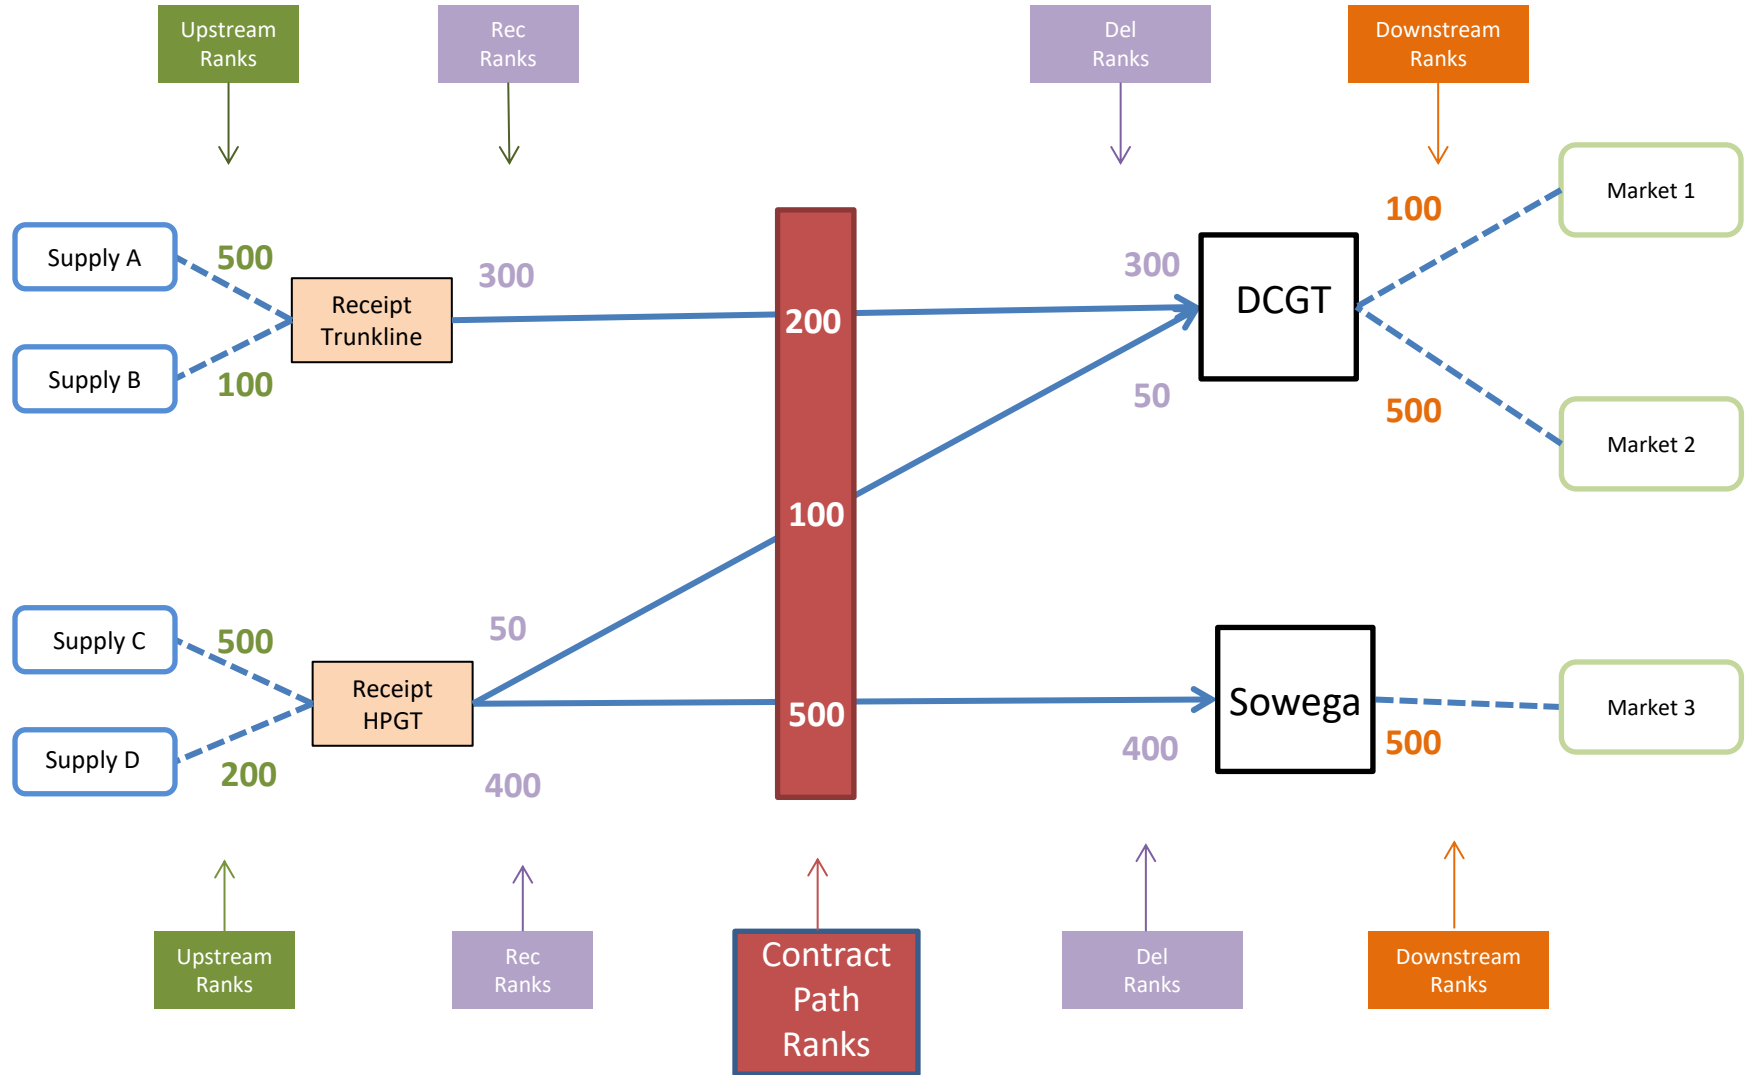 Upstream
Ranks
Rec
Ranks
Del
Ranks
Downstream
Ranks
Supply A
500
Supply B
100
Receipt
Trunkline
300
200
300
50
DCGT
100
500
Market 1
Market 2
100
Supply C
500
Supply D
200
Receipt
HPGT
50
400
500
400
Sowega
500
Market 3
Upstream
Ranks
Rec
Ranks
Contract
Path
Ranks
Del
Ranks
Downstream
Ranks